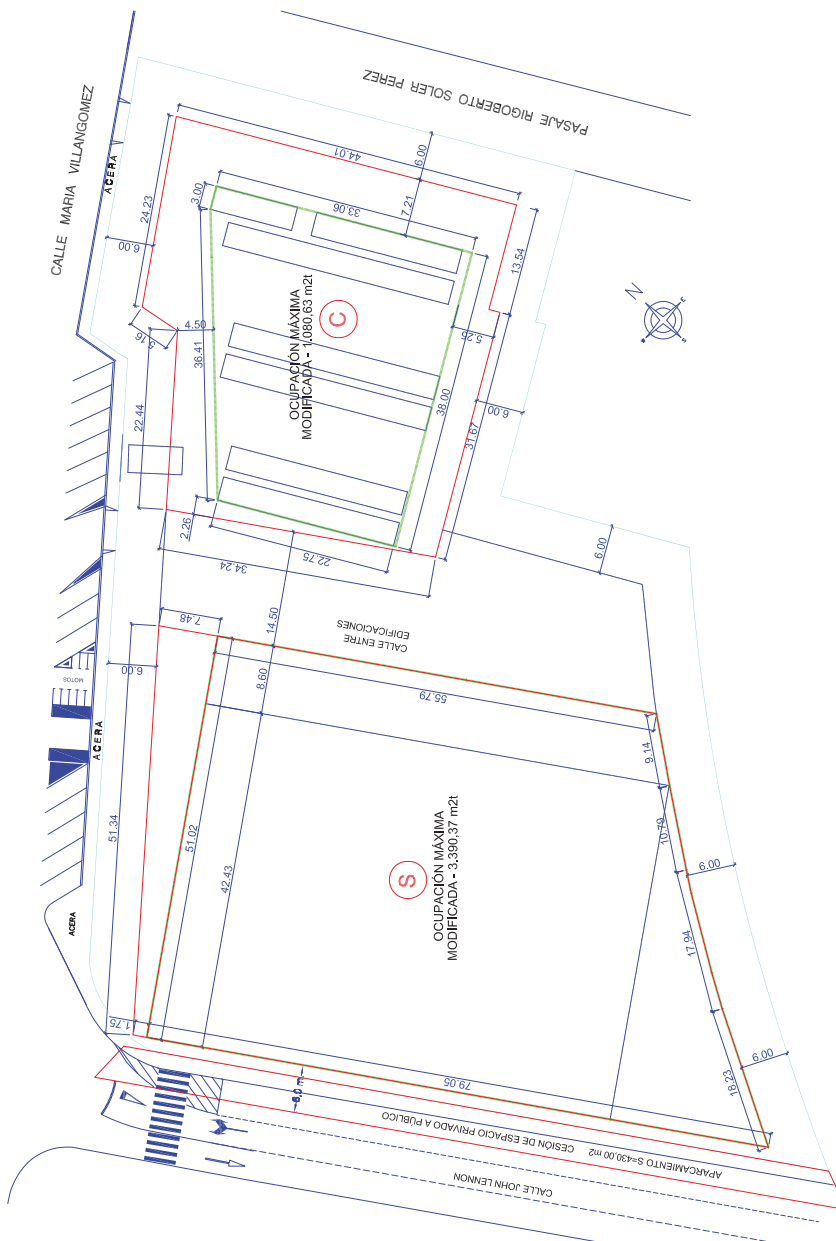 CALLE MARIA VILLANGOMEZ
ACERA
PASAJE RIGOBERTO SOLER PEREZ
24.23
6.00
3.00
44.01
33.06
6.00
7.21
13.54
5.16
4.50
36.41
22.44
OCUPACIÓN MÁXIMA
MODIFICADA - 1.080,63 m2t
C
5.25
38.00
31.67
6.00
N
2.26
22.75
34.24
6.00
7.48
14.50
CALLE ENTRE
EDIFICACIONES
MOTOS
6.00
ACERA
8.60
55.79
9.14
51.34
51.02
42.43
S
OCUPACIÓN MÁXIMA
MODIFICADA - 3.390,37 m2t
10.79
6.00
17.94
ACERA
1.75
79.05
6.00
18.23
APARCAMIENTO S=430,00 m2 CESIÓN DE ESPACIO PRIVADO A PÚBLICO
CALLE JOHN LENNON